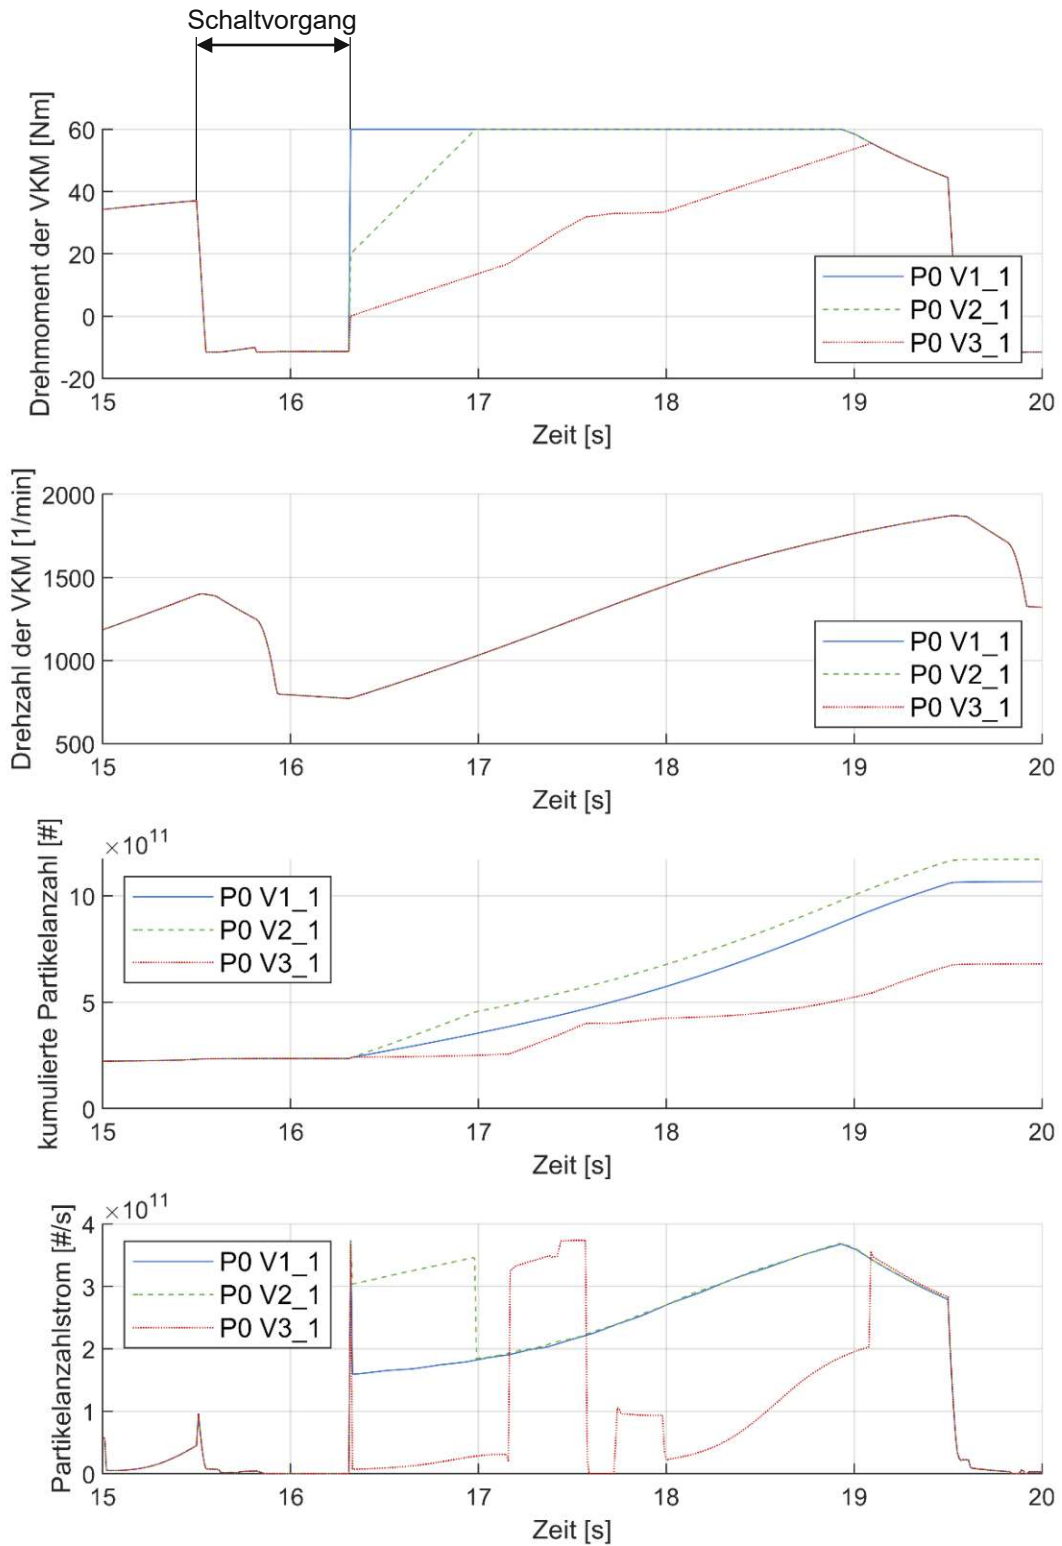 Schaltvorgang
Drehmoment der VKM [Nm]
60
40
20
0
-20
P0 V1_1
P0 V2_1
P0 V3_1
15 16 17 18 19 20
Zeit [s]
Drehzahl der VKM [1/min]
2000
1500
1000
500
P0 V1_1
P0 V2_1
P0 V3_1
15 16 17 18 19 20
Zeit [s]
kumulierte Partikelanzahl [#]
×10^11
10
5
0
P0 V1_1
P0 V2_1
P0 V3_1
15 16 17 18 19 20
Zeit [s]
Partikelanzahlstrom [#/s]
×10^11
4
3
2
1
0
P0 V1_1
P0 V2_1
P0 V3_1
15 16 17 18 19 20
Zeit [s]